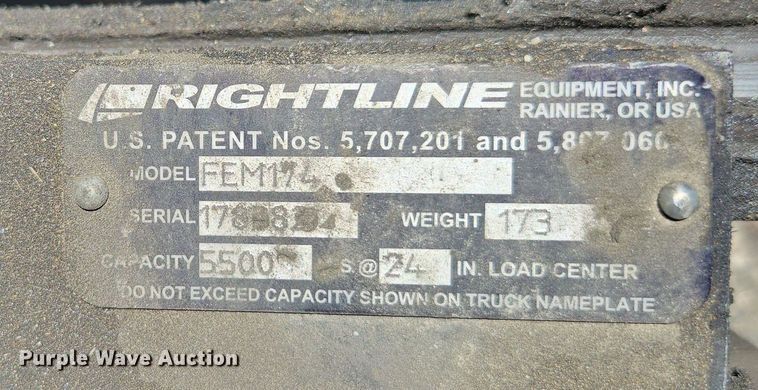 RIGHTLINE EQUIPMENT, INC.
RAINIER, OR USA
U.S. PATENT Nos. 5,707,201 and
MODEL FEM174
SERIAL WEIGHT 173
CAPACITY 5500 @ 24 IN. LOAD CENTER
DO NOT EXCEED CAPACITY SHOWN ON TRUCK NAMEPLATE
Purple Wave Auction